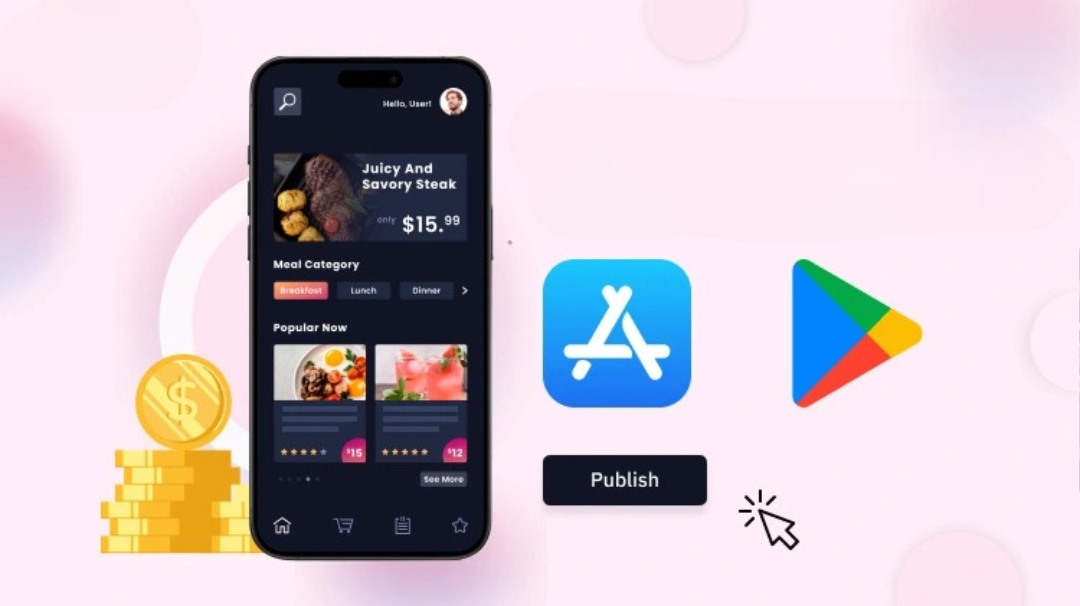 Hello, User!
Juicy And
Savory Steak
only $15.99
Meal Category
Breakfast Lunch Dinner >
Popular Now
$15 $12
See More
Publish
$